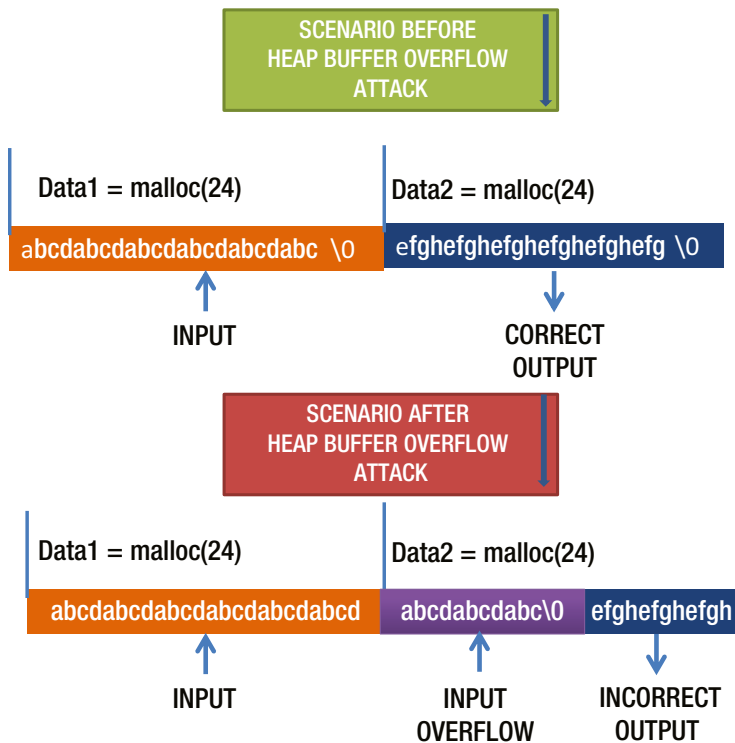 SCENARIO BEFORE
HEAP BUFFER OVERFLOW
ATTACK
Data1 = malloc(24)
Data2 = malloc(24)
abcdabcdabcdabcdabcdabc \0
efghefghefghefghefghefg \0
INPUT
CORRECT
OUTPUT
SCENARIO AFTER
HEAP BUFFER OVERFLOW
ATTACK
Data1 = malloc(24)
Data2 = malloc(24)
abcdabcdabcdabcdabcdabcd
abcdabcdabc\0
efghefghefgh
INPUT
INPUT
OVERFLOW
INCORRECT
OUTPUT